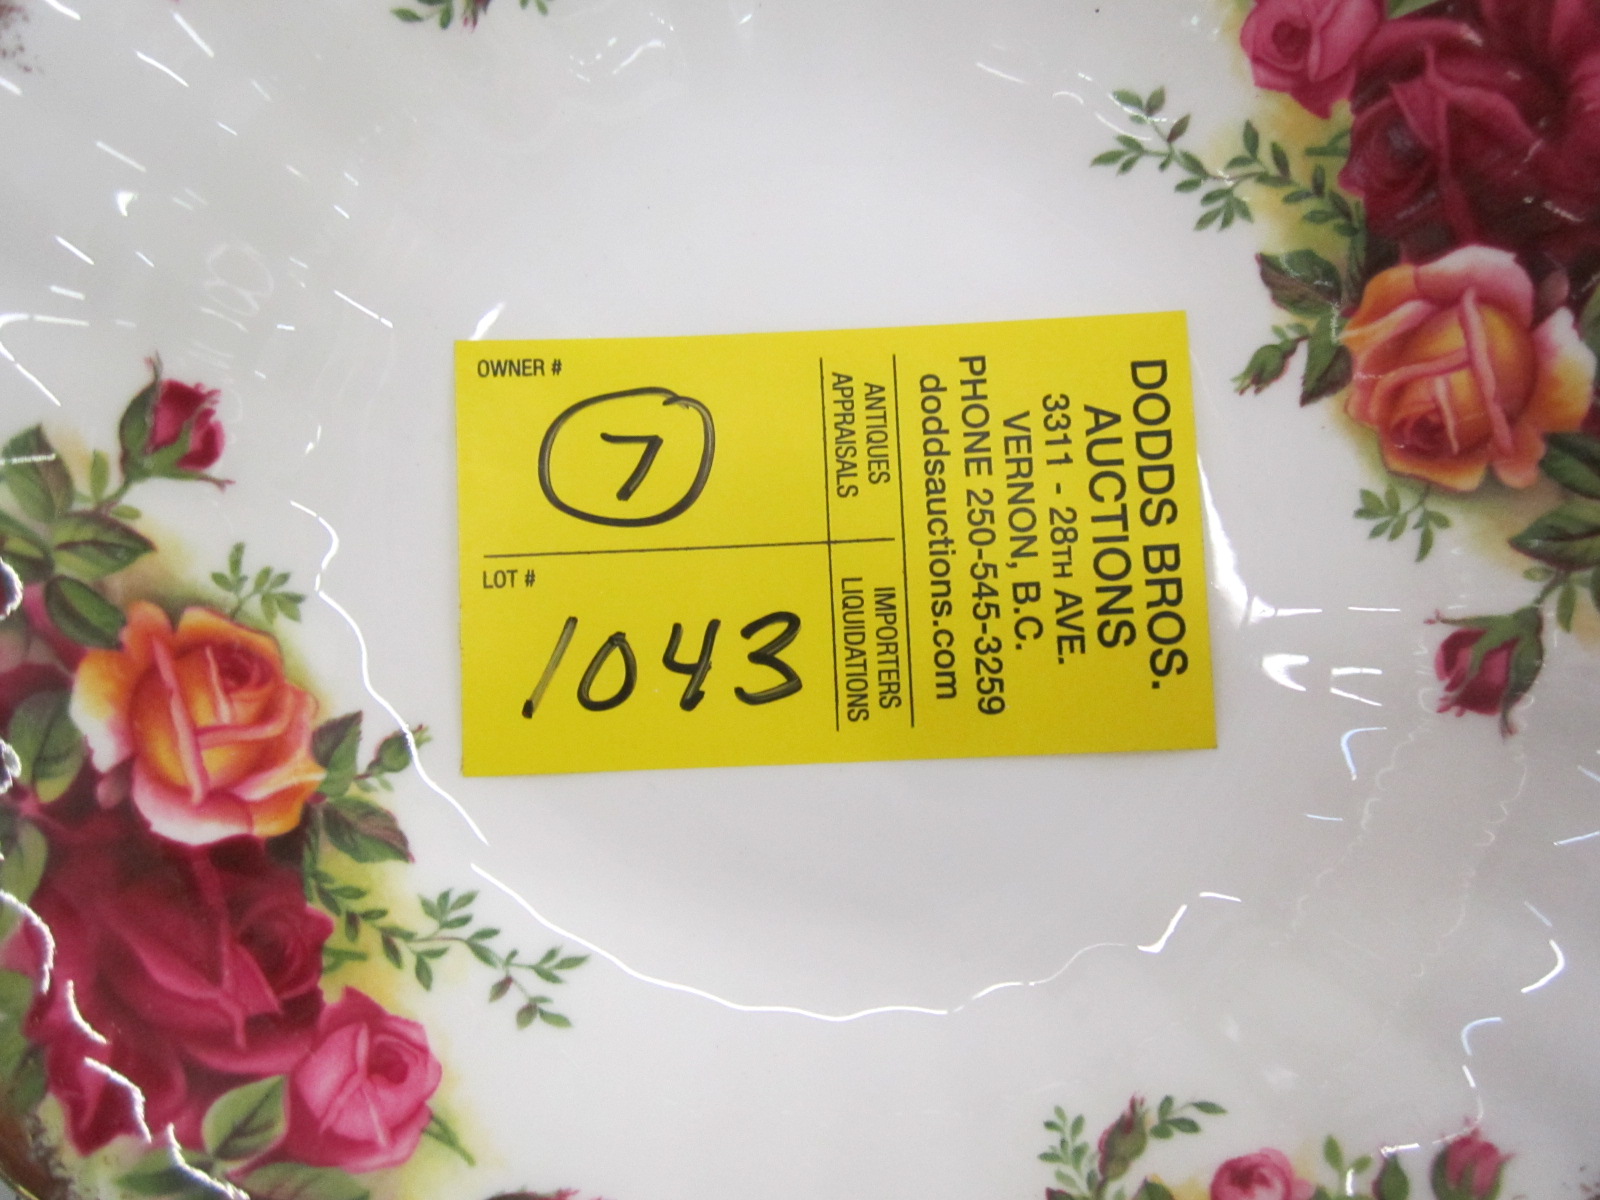 DODDS BROS.
AUCTIONS
3311 - 28TH AVE.
VERNON, B.C.
PHONE 250-545-3259
doddsauctions.com
ANTIQUES
APPRAISALS
IMPORTERS
LIQUIDATIONS
OWNER #
7
LOT #
1043